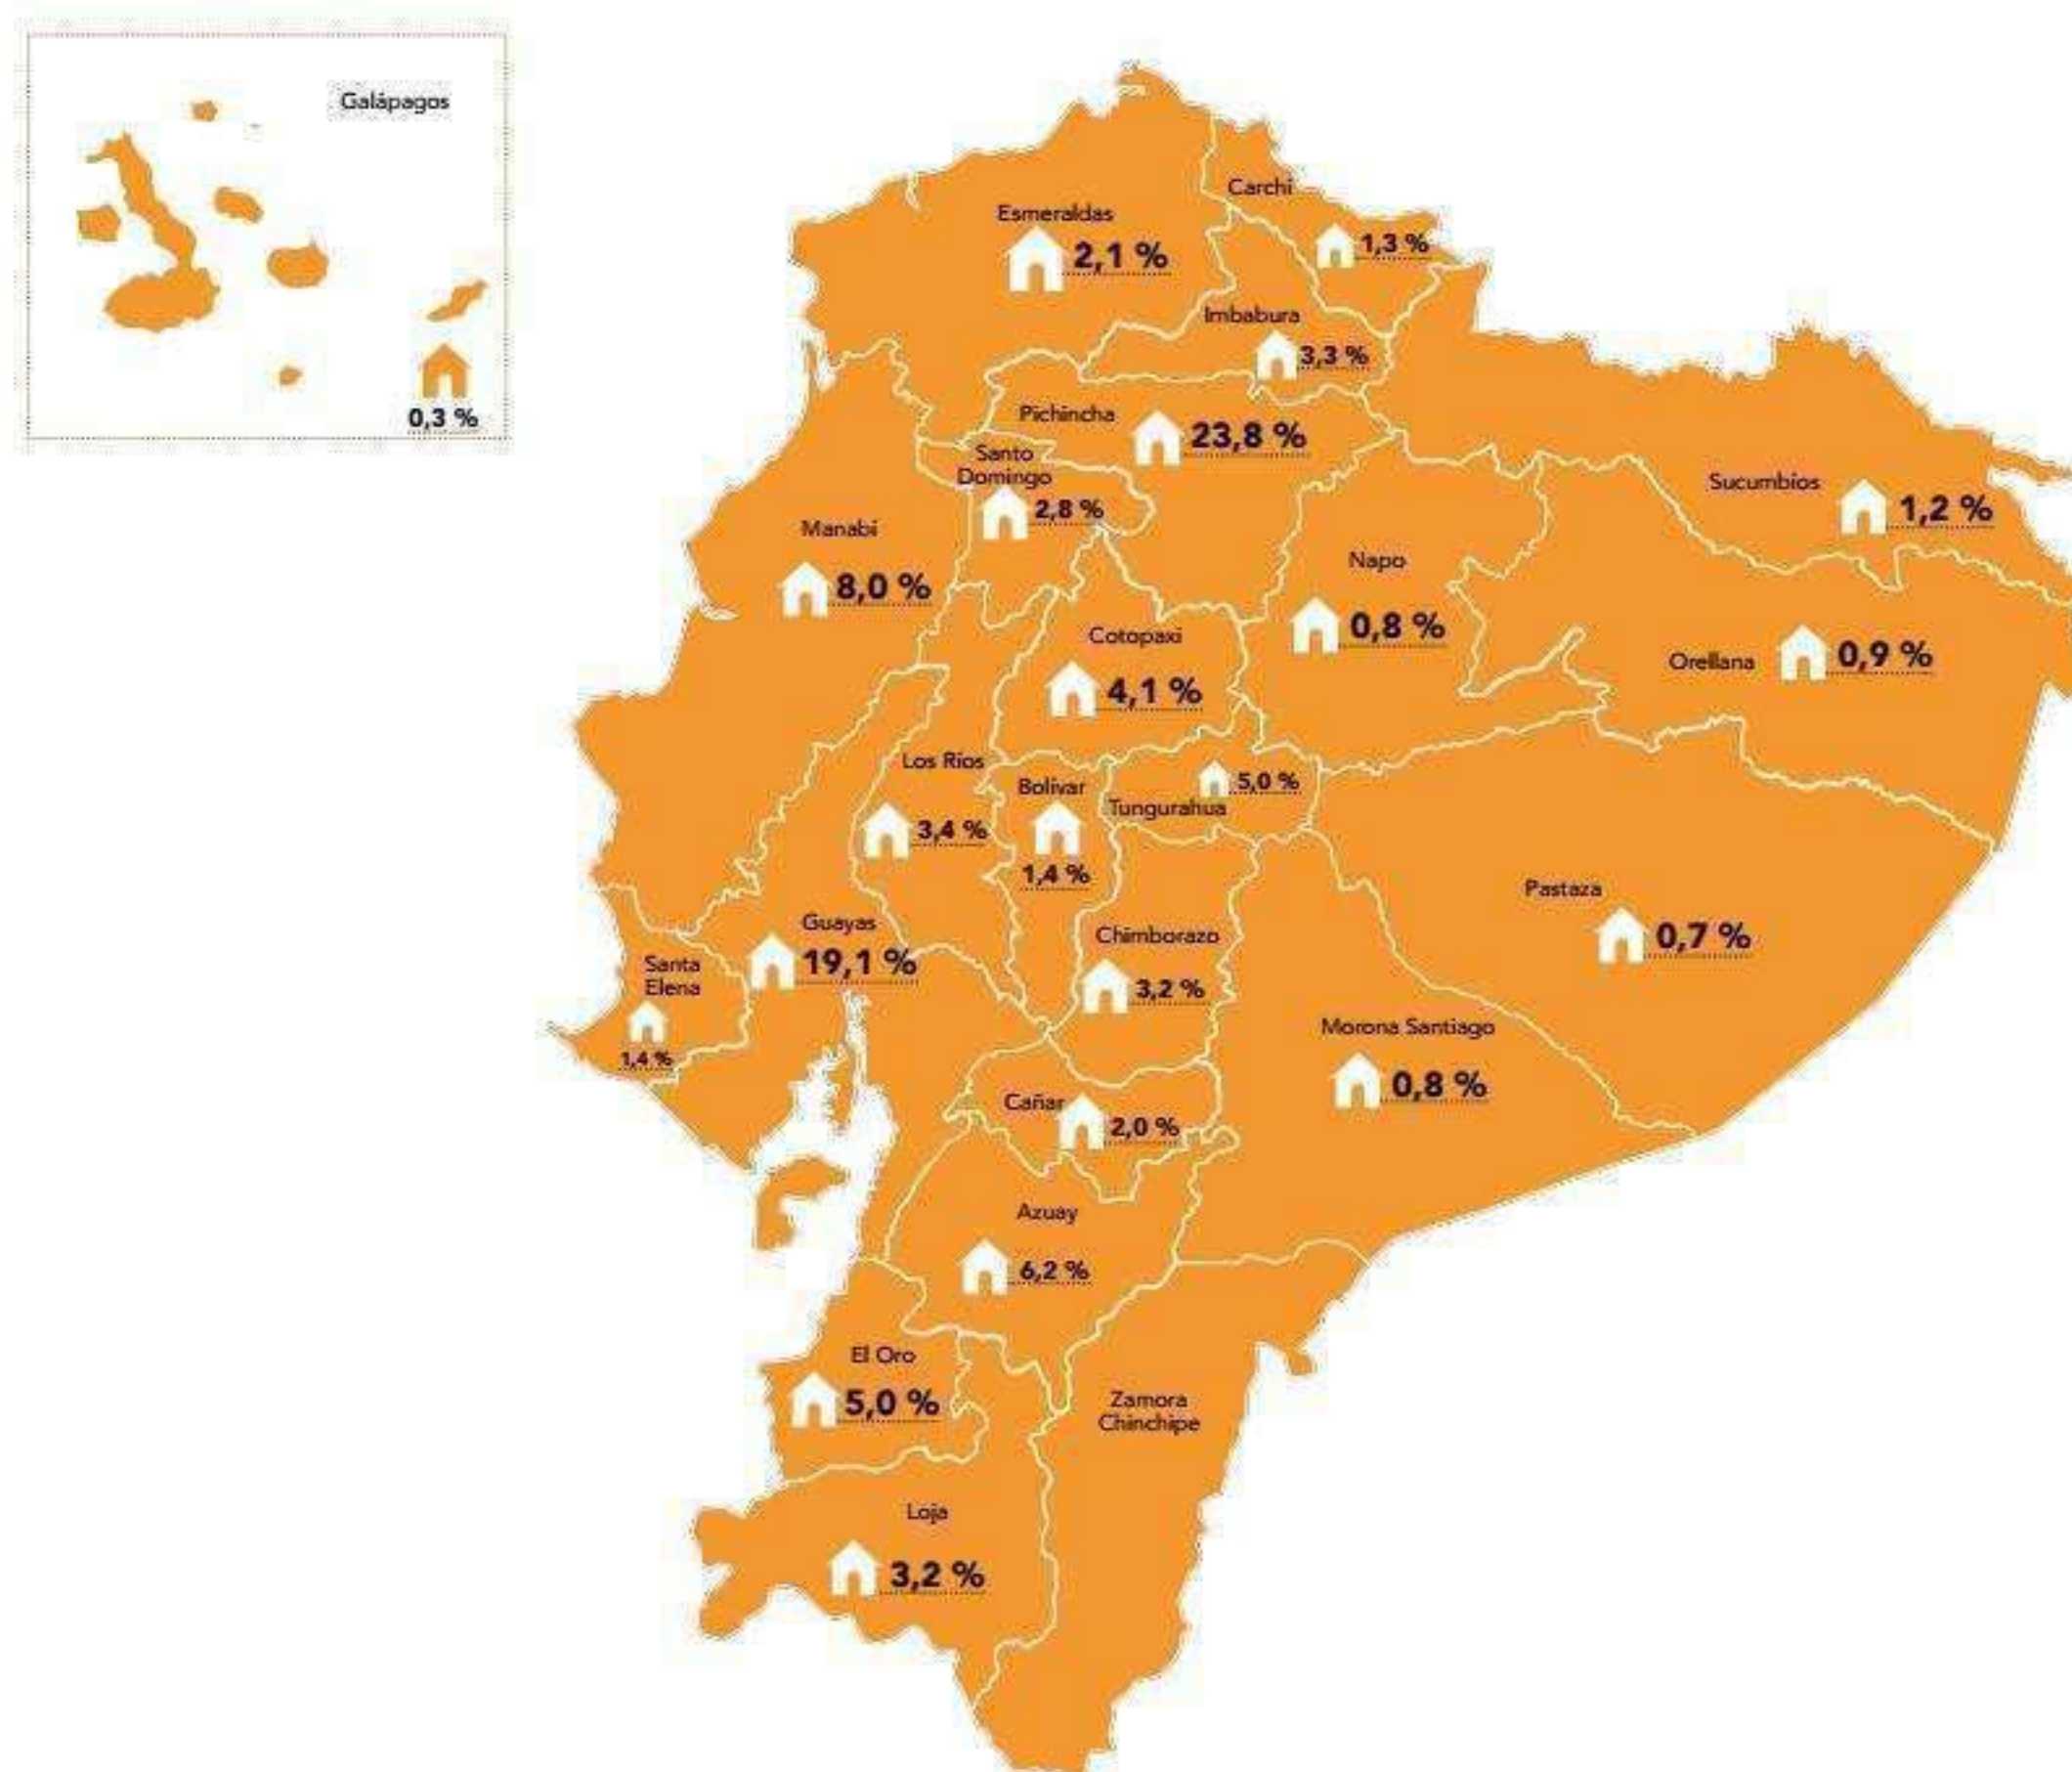 Galápagos
0,3 %
Carchi
1,3 %
Esmeraldas
2,1 %
Imbabura
3,3 %
Pichincha
23,8 %
Santo
Domingo
2,8 %
Sucumbíos
1,2 %
Manabí
8,0 %
Napo
0,8 %
Cotopaxi
4,1 %
Orellana
0,9 %
Los Ríos
3,4 %
Bolívar
1,4 %
5,0 %
Tungurahua
Pastaza
0,7 %
Guayas
19,1 %
Chimborazo
3,2 %
Santa
Elena
1,4 %
Morona Santiago
0,8 %
Cañar
2,0 %
Azuay
6,2 %
El Oro
5,0 %
Zamora
Chinchipe
Loja
3,2 %